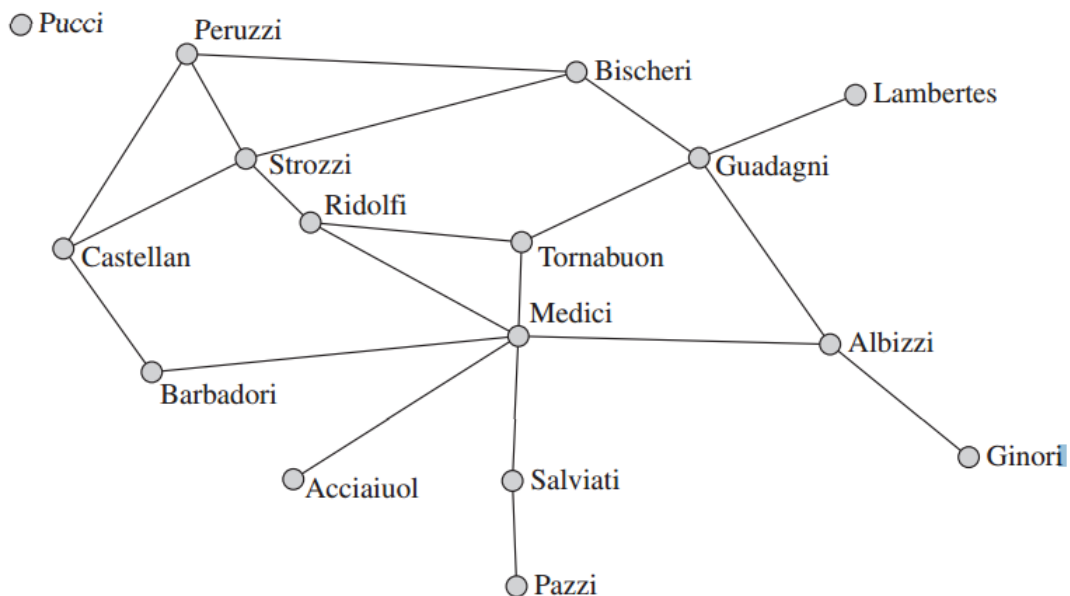 Pucci
Peruzzi
Bischeri
Lambertes
Strozzi
Guadagni
Ridolfi
Castellan
Tornabuon
Medici
Albizzi
Barbadori
Ginori
Acciaiuol
Salviati
Pazzi